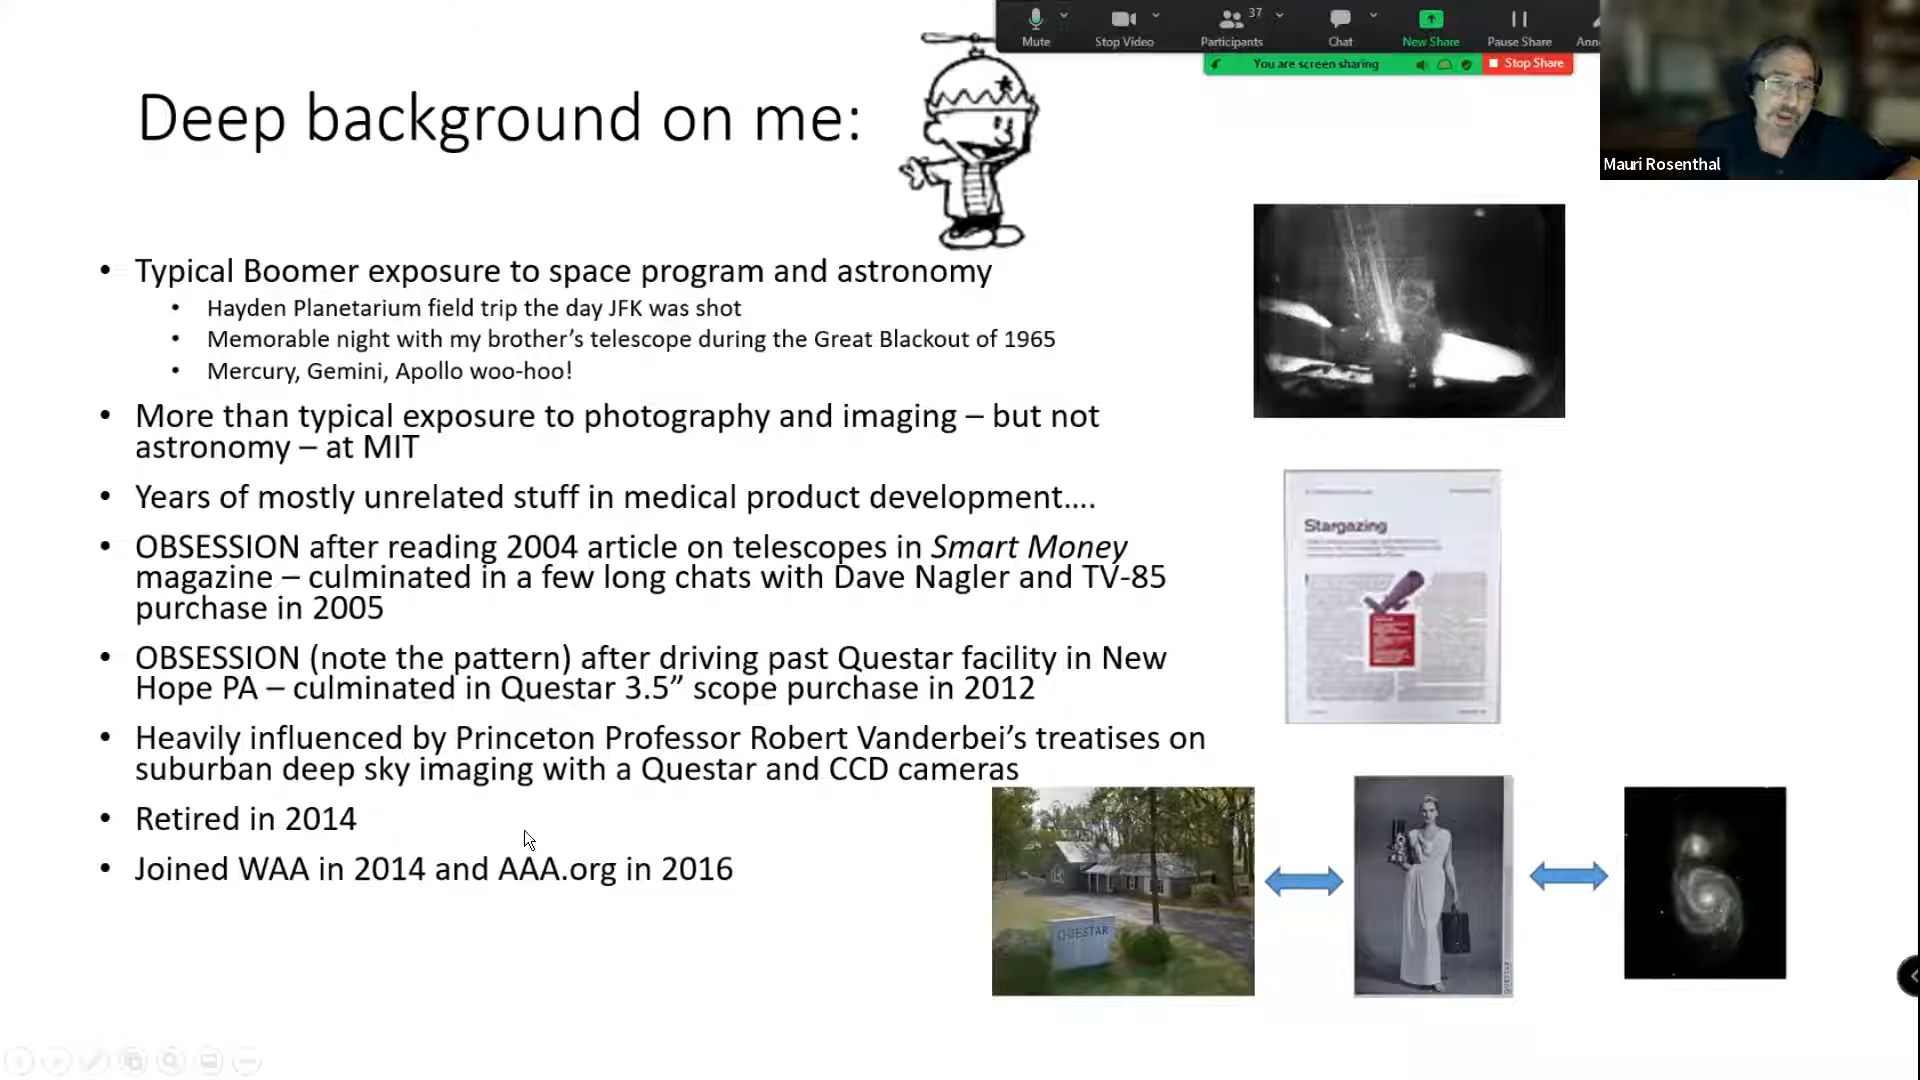 Mute
Stop Video
Participants
37
Chat
New Share
Pause Share
You are screen sharing
Stop Share
Mauri Rosenthal
Deep background on me:
• Typical Boomer exposure to space program and astronomy
• Hayden Planetarium field trip the day JFK was shot
• Memorable night with my brother’s telescope during the Great Blackout of 1965
• Mercury, Gemini, Apollo woo-hoo!
• More than typical exposure to photography and imaging – but not
astronomy – at MIT
• Years of mostly unrelated stuff in medical product development….
• OBSESSION after reading 2004 article on telescopes in Smart Money
magazine – culminated in a few long chats with Dave Nagler and TV-85
purchase in 2005
• OBSESSION (note the pattern) after driving past Questar facility in New
Hope PA – culminated in Questar 3.5” scope purchase in 2012
• Heavily influenced by Princeton Professor Robert Vanderbei’s treatises on
suburban deep sky imaging with a Questar and CCD cameras
• Retired in 2014
• Joined WAA in 2014 and AAA.org in 2016
Stargazing
QUESTAR
QUESTAR